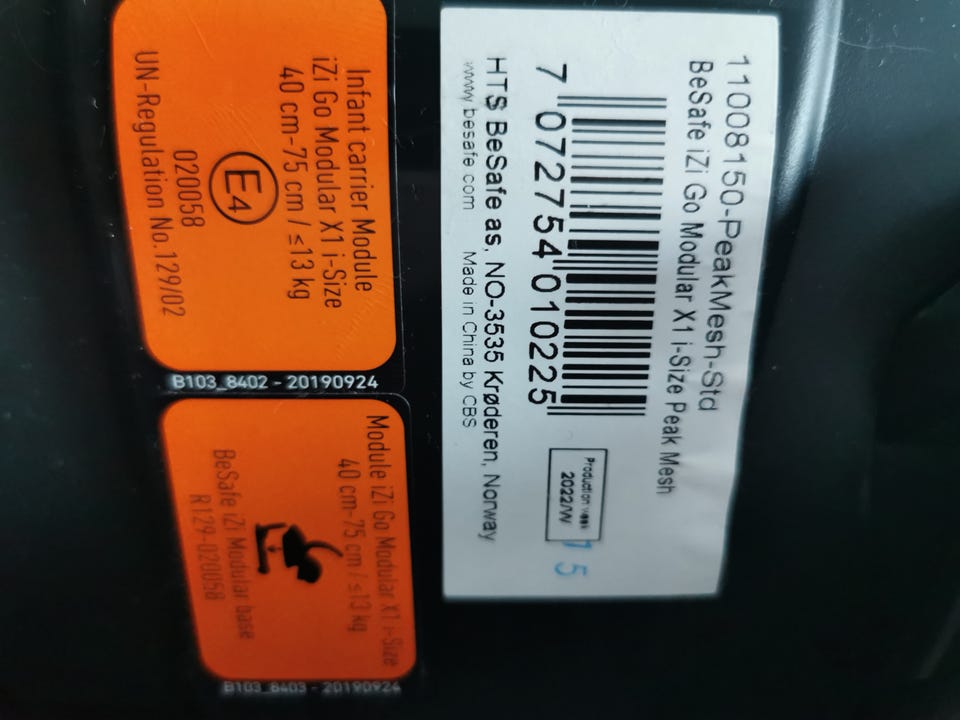 11008150-PeakMesh-Std
BeSafe iZi Go Modular X1 i-Size Peak Mesh
7 072754 010225
Production week
2022/W 15
HTS BeSafe as, NO-3535 Krøderen, Norway
www.besafe.com Made in China by CBS
Infant carrier Module
iZi Go Modular X1 i-Size
40 cm-75 cm / ≤13 kg
E4
020058
UN-Regulation No.129/02
B103_8402 - 20190924
Module iZi Go Modular X1 i-Size
40 cm-75 cm / ≤13 kg
BeSafe iZi Modular base
R129-020058
B103_8403 - 20190924